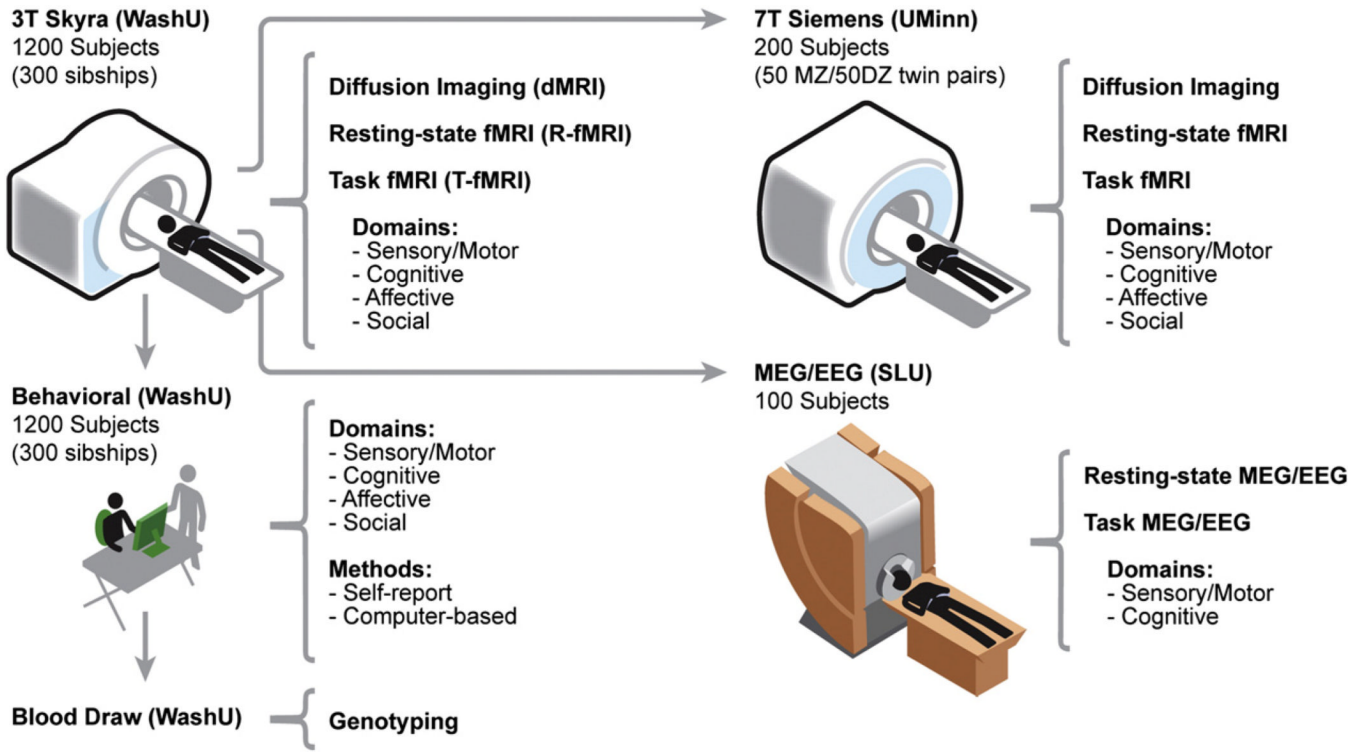 3T Skyra (WashU)
1200 Subjects
(300 sibships)
Diffusion Imaging (dMRI)
Resting-state fMRI (R-fMRI)
Task fMRI (T-fMRI)
Domains:
- Sensory/Motor
- Cognitive
- Affective
- Social
7T Siemens (UMinn)
200 Subjects
(50 MZ/50DZ twin pairs)
Diffusion Imaging
Resting-state fMRI
Task fMRI
Domains:
- Sensory/Motor
- Cognitive
- Affective
- Social
Behavioral (WashU)
1200 Subjects
(300 sibships)
Domains:
- Sensory/Motor
- Cognitive
- Affective
- Social
Methods:
- Self-report
- Computer-based
MEG/EEG (SLU)
100 Subjects
Resting-state MEG/EEG
Task MEG/EEG
Domains:
- Sensory/Motor
- Cognitive
Blood Draw (WashU)
Genotyping